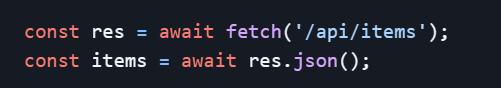 const res = await fetch('/api/items');
const items = await res.json();